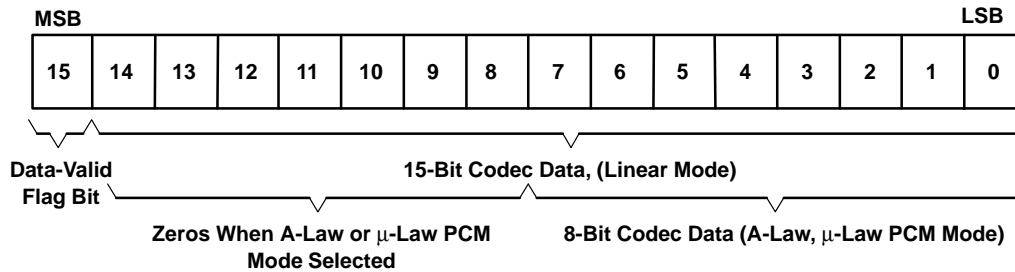 MSB LSB
15 14 13 12 11 10 9 8 7 6 5 4 3 2 1 0
Data-Valid
Flag Bit
15-Bit Codec Data, (Linear Mode)
Zeros When A-Law or μ-Law PCM
Mode Selected
8-Bit Codec Data (A-Law, μ-Law PCM Mode)